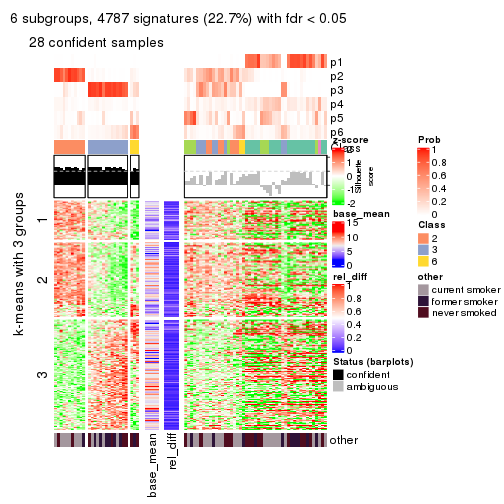 6 subgroups, 4787 signatures (22.7%) with fdr < 0.05
28 confident samples
p1
p2
p3
p4
p5
p6
Class
z-score
2
1
0
-1
-2
Silhouette
score
k-means with 3 groups
1
2
3
base_mean
15
10
5
0
rel_diff
1
0.8
0.6
0.4
0.2
0
Status (barplots)
confident
ambiguous
Prob
1
0.8
0.6
0.4
0.2
0
Class
2
3
6
other
current smoker
former smoker
never smoked
other
base_mean
rel_diff